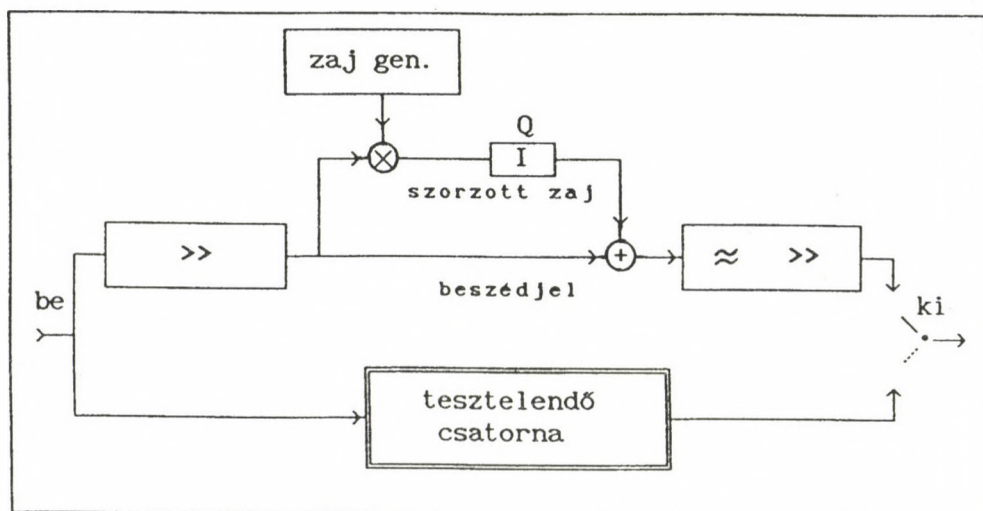 zaj gen.
Q
I
szorzott zaj
>>
≈ >>
beszédjel
be
ki
tesztelendő
csatorna